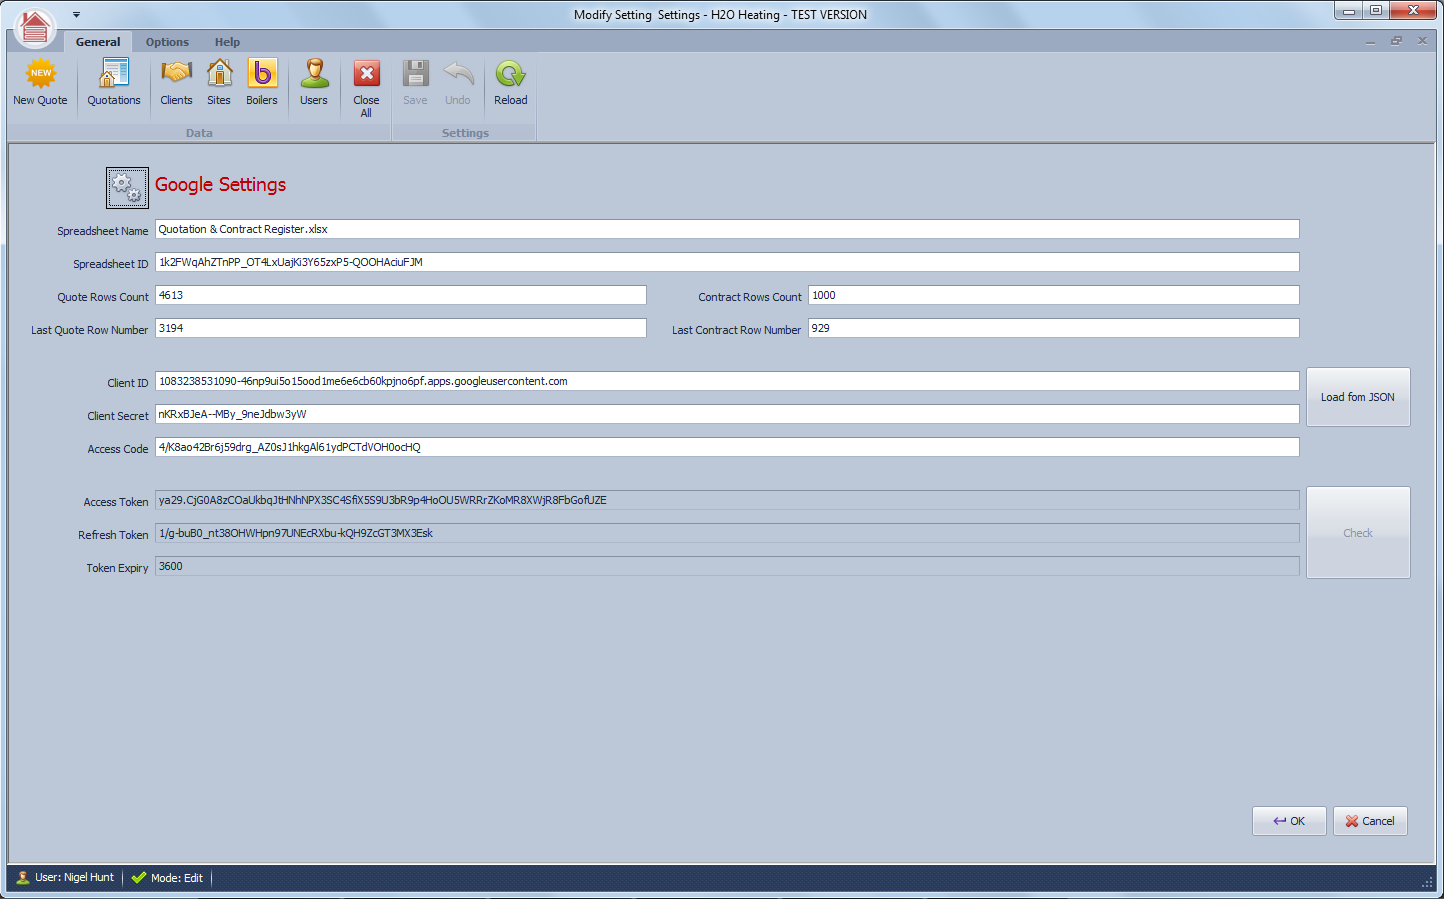 Modify Setting Settings - H2O Heating - TEST VERSION
General Options Help
NEW
New Quote Quotations Clients Sites Boilers Users Close All Save Undo Reload
Data Settings
Google Settings
Spreadsheet Name Quotation & Contract Register.xlsx
Spreadsheet ID 1k2FWqAhZTnPP_OT4LxUajKi3Y65zxP5-QOOHAciuFJM
Quote Rows Count 4613 Contract Rows Count 1000
Last Quote Row Number 3194 Last Contract Row Number 929
Client ID 1083238531090-46np9ui5o15ood1me6e6cb60kpjno6pf.apps.googleusercontent.com
Load fom JSON
Client Secret nKRxBJeA--MBy_9neJdbw3yW
Access Code 4/K8ao42Br6j59drg_AZ0sJ1hkgAl61ydPCTdVOH0ocHQ
Access Token ya29.CjG0A8zCOaUkbqJtHNhNPX3SC4SfiX5S9U3bR9p4HoOU5WRRrZKoMR8XWjR8FbGofUZE
Refresh Token 1/g-buB0_nt38OHWHpn97UNEcRXbu-kQH9ZcGT3MX3Esk
Check
Token Expiry 3600
OK Cancel
User: Nigel Hunt Mode: Edit